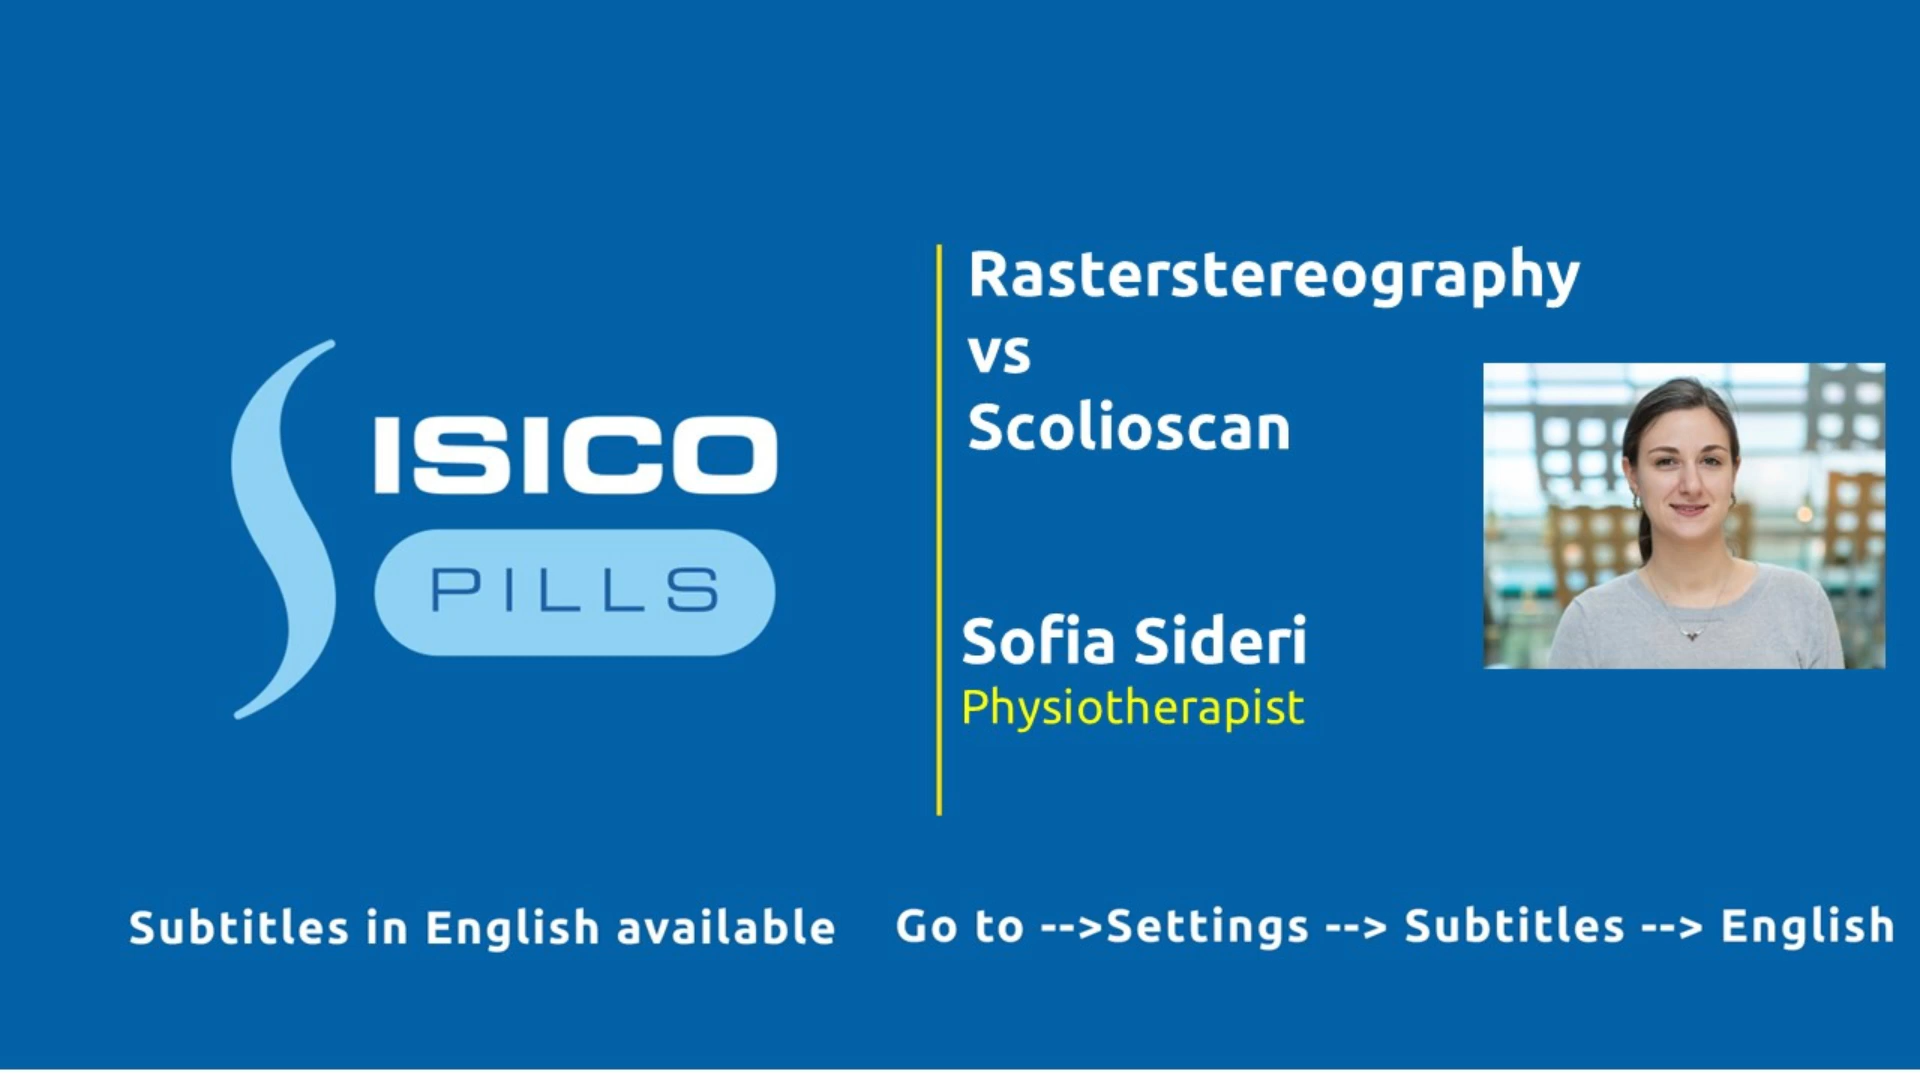 ISICO
PILLS
Rasterstereography
vs
Scolioscan
Sofia Sideri
Physiotherapist
Subtitles in English available
Go to -->Settings --> Subtitles --> English